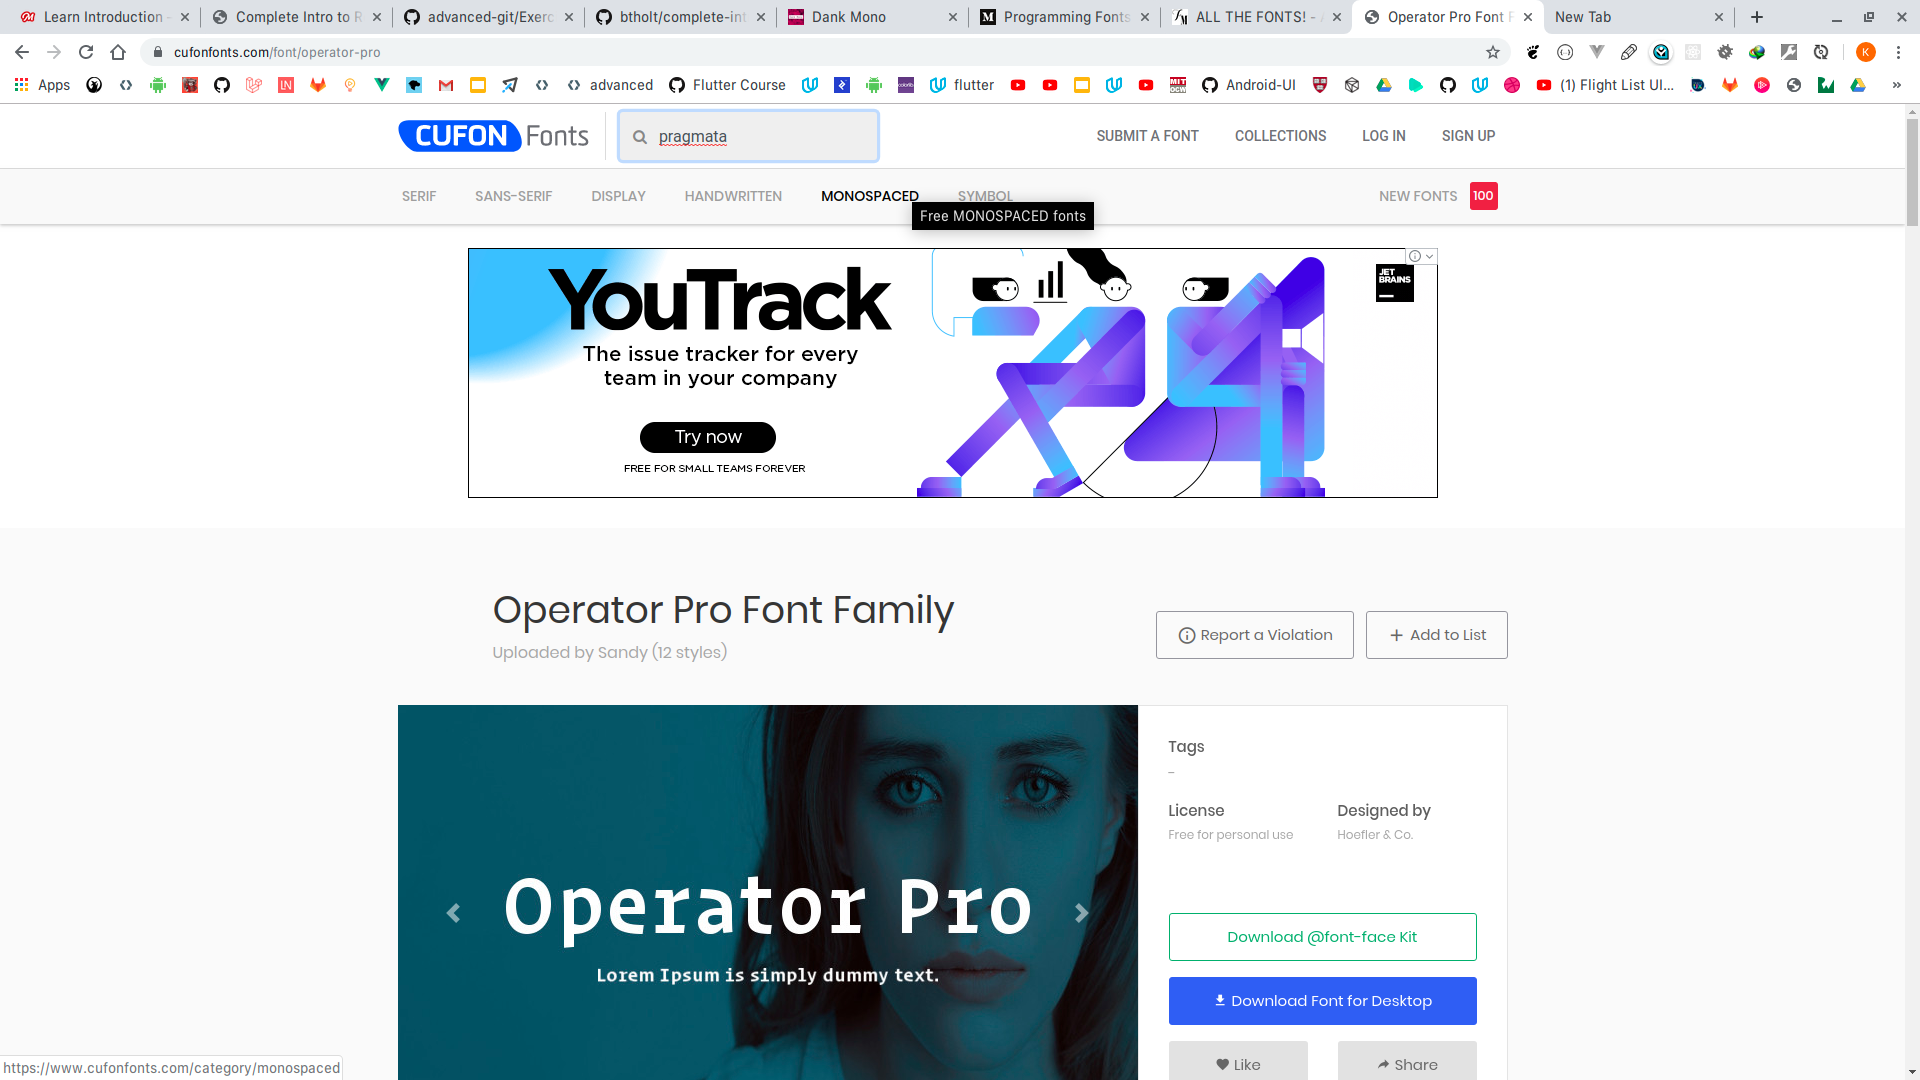 Learn Introduction -
Complete Intro to R
advanced-git/Exerc
btholt/complete-int
Dank Mono
Programming Fonts
ALL THE FONTS! -
Operator Pro Font F
New Tab
cufonfonts.com/font/operator-pro
K
Apps
advanced
Flutter Course
flutter
Android-UI
(1) Flight List UI...
»
CUFON Fonts
pragmata
SUBMIT A FONT
COLLECTIONS
LOG IN
SIGN UP
SERIF
SANS-SERIF
DISPLAY
HANDWRITTEN
MONOSPACED
SYMBOL
NEW FONTS 100
Free MONOSPACED fonts
YouTrack
The issue tracker for every
team in your company
Try now
FREE FOR SMALL TEAMS FOREVER
JET
BRAINS
Operator Pro Font Family
Uploaded by Sandy (12 styles)
Report a Violation
Add to List
Operator Pro
Lorem Ipsum is simply dummy text.
Tags
-
License
Free for personal use
Designed by
Hoefler & Co.
Download @font-face Kit
Download Font for Desktop
Like
Share
https://www.cufonfonts.com/category/monospaced